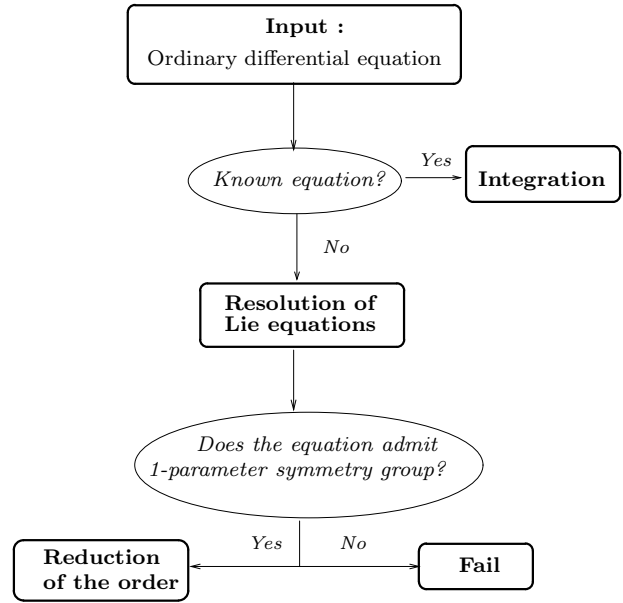 Input :
Ordinary differential equation
Known equation?
Yes
Integration
No
Resolution of
Lie equations
Does the equation admit
1-parameter symmetry group?
Yes
No
Reduction
of the order
Fail